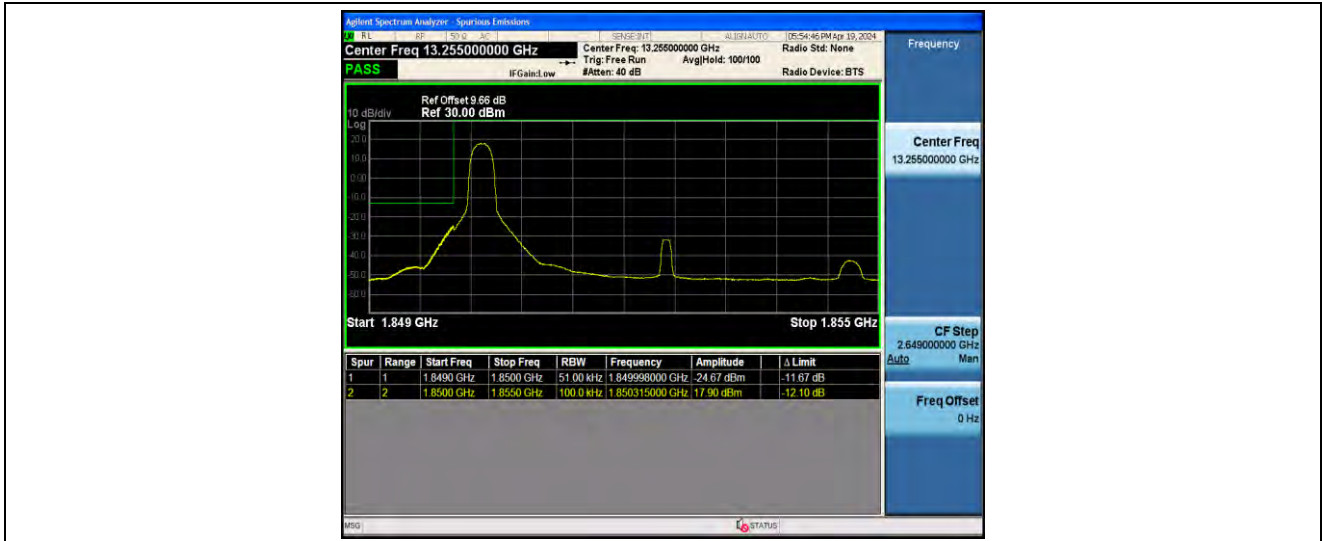 Agilent Spectrum Analyzer - Spurious Emissions
RL RF 50 Ω AC SENSE:INT ALIGNAUTO 05:54:46 PM Apr 19, 2024
Center Freq 13.255000000 GHz Center Freq: 13.255000000 GHz Radio Std: None
Trig: Free Run Avg|Hold: 100/100
PASS IFGain:Low #Atten: 40 dB Radio Device: BTS
Ref Offset 9.66 dB
10 dB/div Ref 30.00 dBm
Log
20.0
10.0
0.00
-10.0
-20.0
-30.0
-40.0
-50.0
-60.0
Start 1.849 GHz Stop 1.855 GHz
Spur Range Start Freq Stop Freq RBW Frequency Amplitude Δ Limit
1 1 1.8490 GHz 1.8500 GHz 51.00 kHz 1.849998000 GHz -24.67 dBm -11.67 dB
2 2 1.8500 GHz 1.8550 GHz 100.0 kHz 1.850315000 GHz 17.90 dBm -12.10 dB
MSG STATUS
Frequency
Center Freq
13.255000000 GHz
CF Step
2.649000000 GHz
Auto Man
Freq Offset
0 Hz